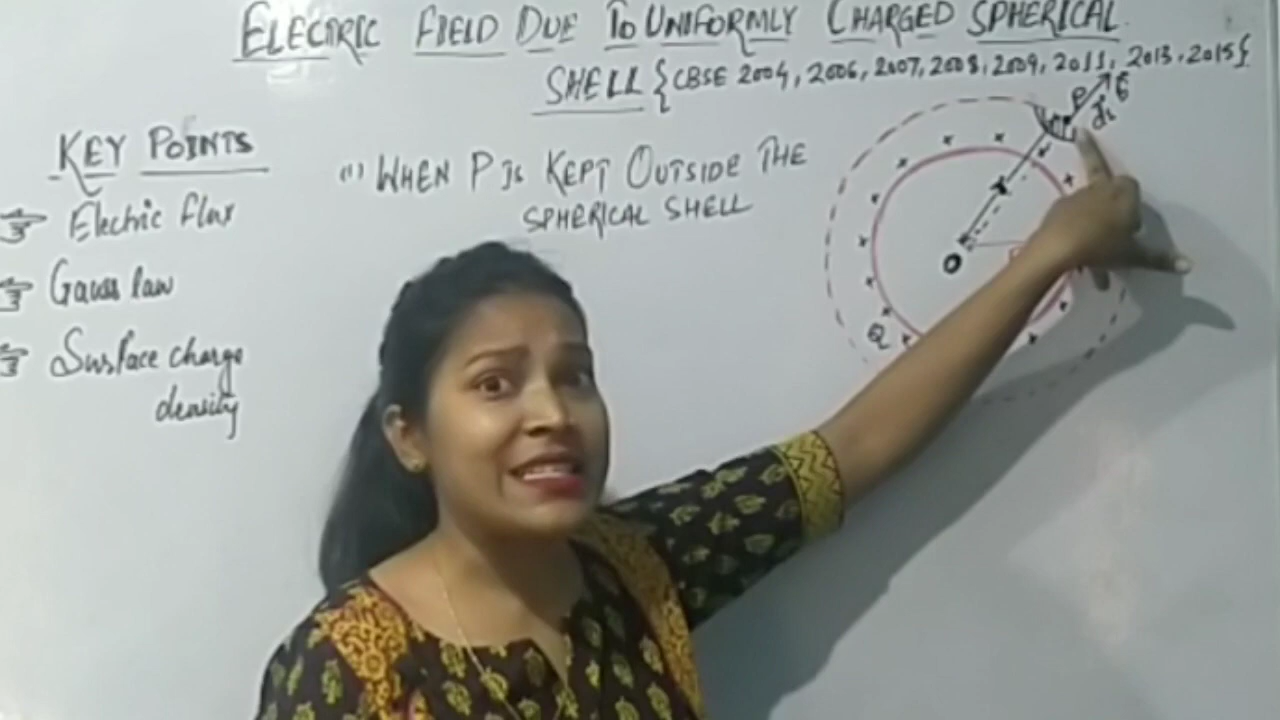 ELECTRIC FIELD DUE TO UNIFORMLY CHARGED SPHERICAL
SHELL {CBSE 2004, 2006, 2007, 2008, 2009, 2011, 2013, 2015}
KEY POINTS
Electric flux
Gauss law
Surface charge
density
(1) WHEN P IS KEPT OUTSIDE THE
SPHERICAL SHELL
P
O
Q